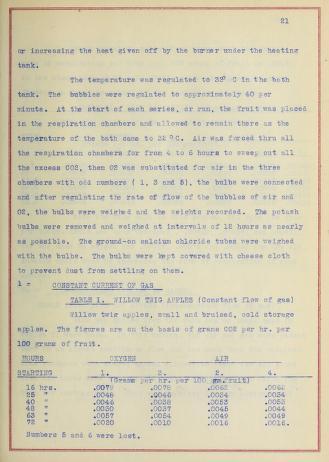 21
or increasing the heat given off by the burner under the heating
tank.
The temperature was regulated to 32° C in the bath
tank. The bubbles were regulated to approximately 40 per
minute. At the start of each series, or run, the fruit was placed
in the respiration chambers and allowed to remain there as the
temperature of the bath came to 32 °C. Air was forced thru all
the respiration chambers for from 4 to 6 hours to sweep out all
the excess CO2, then O2 was substituted for air in the three
chambers with odd numbers ( 1, 3 and 5), the bulbs were connected
and after regulating the rate of flow of the bubbles of air and
O2, the bulbs were weighed and the weights recorded. The potash
bulbs were removed and weighed at intervals of 12 hours as nearly
as possible. The ground-on calcium chloride tubes were weighed
with the bulbs. The bulbs were kept covered with cheese cloth
to prevent dust from settling on them.
1 = CONSTANT CURRENT OF GAS
TABLE I. WILLOW TWIG APPLES (Constant flow of gas)
Willow twig apples, small and bruised, cold storage
apples. The figures are on the basis of grams CO2 per hr. per
100 grams of fruit.
HOURS OXYGEN AIR
STARTING 1. 3. 2. 4.
(Grams per hr. per 100 gm.fruit)
16 hrs. .0079 .0078 .0062 .0062
25 " .0048 .0046 .0034 .0034
40 " .0046 .0038 .0053 .0053
48 " .0030 .0037 .0045 .0044
63 " .0057 .0054 .0049 .0049
72 " .0020 .0010 .0016 .0016.
Numbers 5 and 6 were lost.